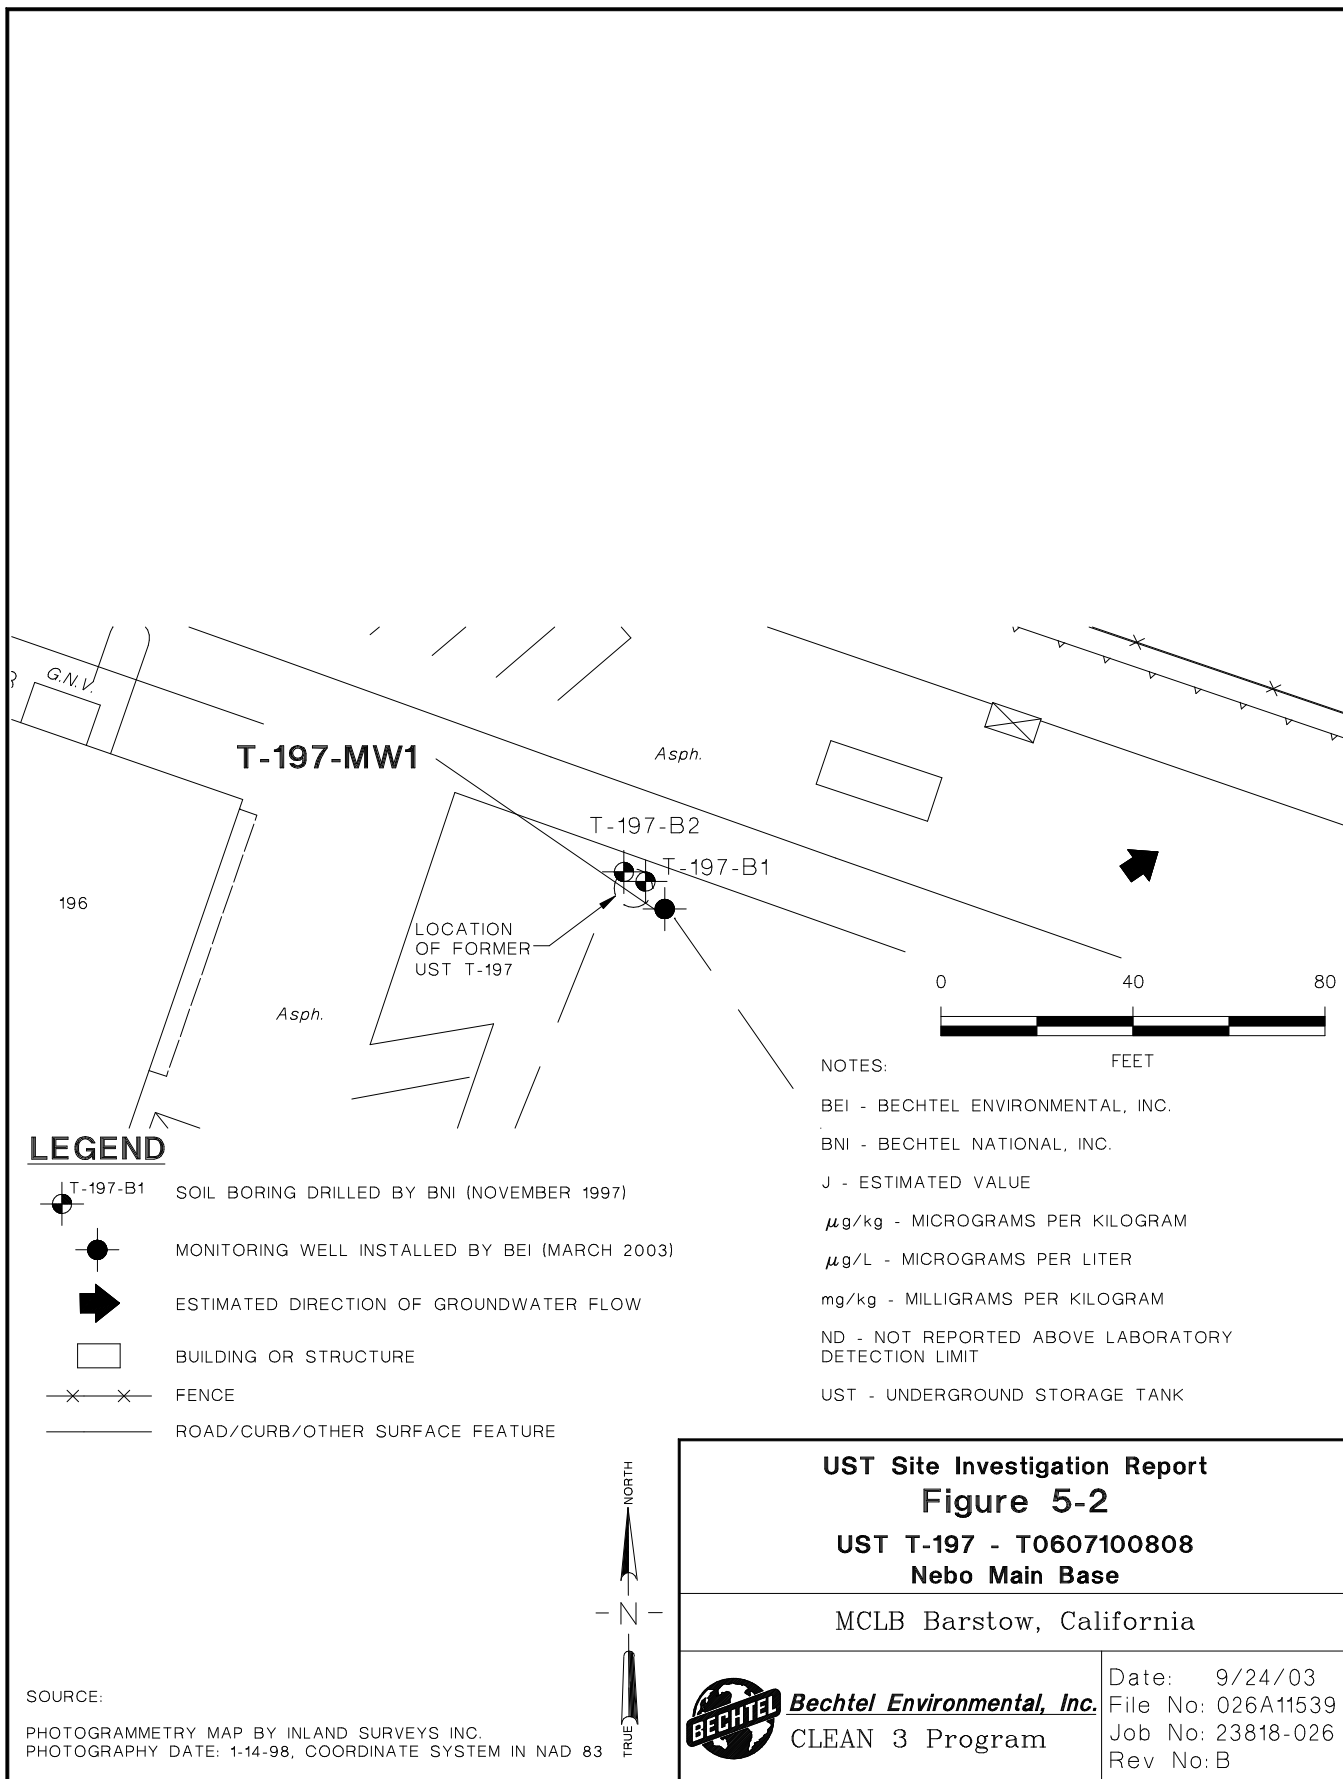 G.N.V.
T-197-MW1
Asph.
T-197-B2
T-197-B1
196
LOCATION
OF FORMER
UST T-197
Asph.
0 40 80
FEET
NOTES:
BEI - BECHTEL ENVIRONMENTAL, INC.
BNI - BECHTEL NATIONAL, INC.
J - ESTIMATED VALUE
µg/kg - MICROGRAMS PER KILOGRAM
µg/L - MICROGRAMS PER LITER
mg/kg - MILLIGRAMS PER KILOGRAM
ND - NOT REPORTED ABOVE LABORATORY
DETECTION LIMIT
UST - UNDERGROUND STORAGE TANK
LEGEND
T-197-B1 SOIL BORING DRILLED BY BNI (NOVEMBER 1997)
MONITORING WELL INSTALLED BY BEI (MARCH 2003)
ESTIMATED DIRECTION OF GROUNDWATER FLOW
BUILDING OR STRUCTURE
FENCE
ROAD/CURB/OTHER SURFACE FEATURE
NORTH
N
TRUE
SOURCE:
PHOTOGRAMMETRY MAP BY INLAND SURVEYS INC.
PHOTOGRAPHY DATE: 1-14-98, COORDINATE SYSTEM IN NAD 83
UST Site Investigation Report
Figure 5-2
UST T-197 - T0607100808
Nebo Main Base
MCLB Barstow, California
BECHTEL
Bechtel Environmental, Inc.
CLEAN 3 Program
Date: 9/24/03
File No: 026A11539
Job No: 23818-026
Rev No: B